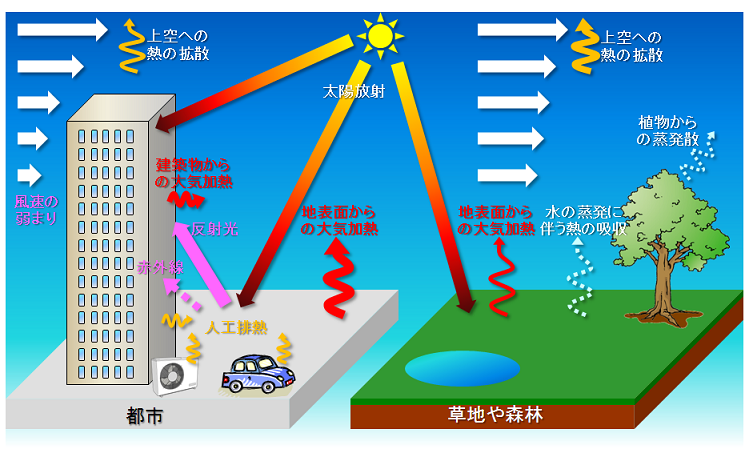 上空への
熱の拡散
太陽放射
上空への
熱の拡散
植物から
の蒸発散
建築物から
の大気加熱
風速の
弱まり
反射光
地表面から
の大気加熱
地表面から
の大気加熱
水の蒸発に
伴う熱の吸収
赤外線
人工排熱
都市
草地や森林